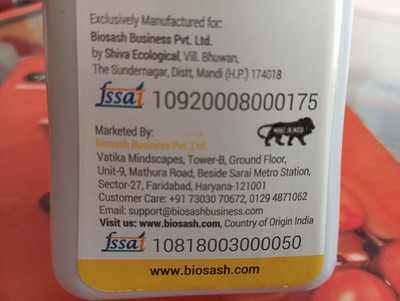 Exclusively Manufactured for:
Biosash Business Pvt. Ltd.
by Shiva Ecological, Vill. Bhuwan,
The Sundernagar, Distt, Mandi (H.P.) 174018
fssai 10920008000175
MAKE IN INDIA
Marketed By:
Biosash Business Pvt. Ltd.
Vatika Mindscapes, Tower-B, Ground Floor,
Unit-9, Mathura Road, Beside Sarai Metro Station,
Sector-27, Faridabad, Haryana-121001
Customer Care: +91 73030 70672, 0129 4871062
Email: support@biosashbusiness.com
Visit us: www.biosash.com, Country of Origin India
fssai 10818003000050
www.biosash.com